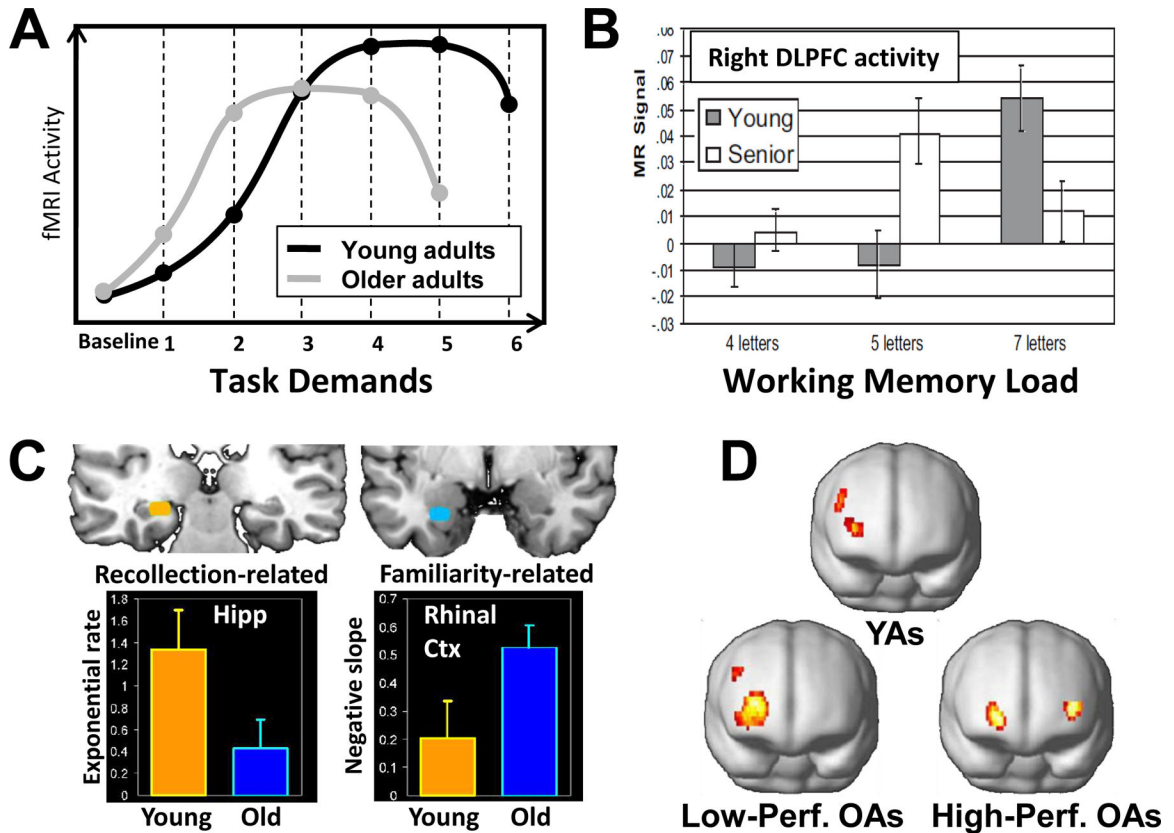 A
fMRI Activity
Young adults
Older adults
Baseline 1 2 3 4 5 6
Task Demands
B
Right DLPFC activity
MR Signal
.08
.07
.06
.05
.04
.03
.02
.01
0
-.01
-.02
-.03
Young
Senior
4 letters 5 letters 7 letters
Working Memory Load
C
Recollection-related
Exponential rate
1.8
1.6
1.4
1.2
1
0.8
0.6
0.4
0.2
0
Hipp
Young Old
Familiarity-related
Negative slope
0.7
0.6
0.5
0.4
0.3
0.2
0.1
0
Rhinal
Ctx
Young Old
D
YAs
Low-Perf. OAs
High-Perf. OAs